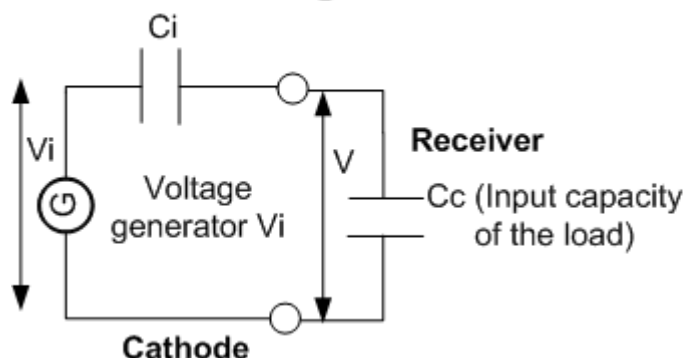 Ci
Vi
G
Voltage
generator Vi
V
Receiver
Cc (Input capacity
of the load)
Cathode